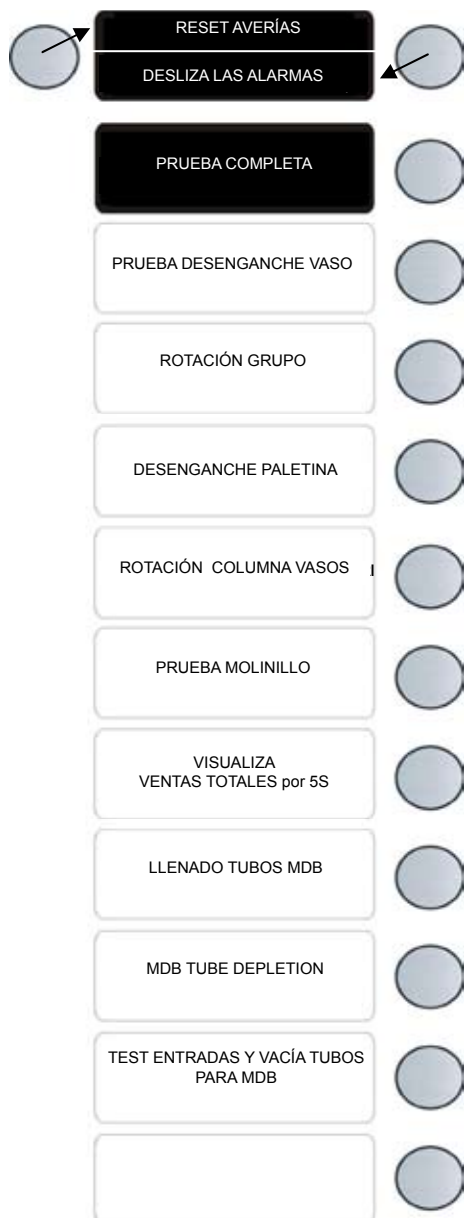 RESET AVERÍAS
DESLIZA LAS ALARMAS
PRUEBA COMPLETA
PRUEBA DESENGANCHE VASO
ROTACIÓN GRUPO
DESENGANCHE PALETINA
ROTACIÓN COLUMNA VASOS
PRUEBA MOLINILLO
VISUALIZA
VENTAS TOTALES por 5S
LLENADO TUBOS MDB
MDB TUBE DEPLETION
TEST ENTRADAS Y VACÍA TUBOS
PARA MDB